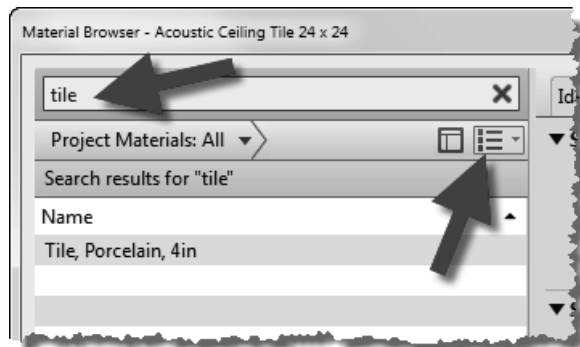 Material Browser - Acoustic Ceiling Tile 24 x 24
tile
Project Materials: All
Search results for "tile"
Name
Tile, Porcelain, 4in